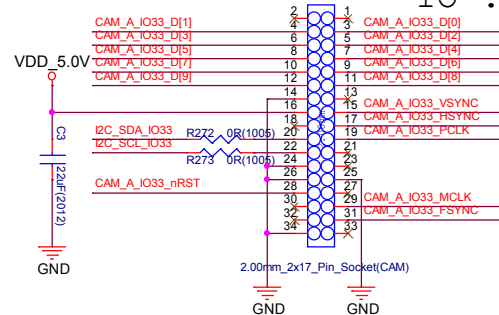 2 1
CAM_A_IO33_D[1] 4 3 CAM_A_IO33_D[0]
CAM_A_IO33_D[3] 6 5 CAM_A_IO33_D[2]
CAM_A_IO33_D[5] 8 7 CAM_A_IO33_D[4]
VDD_5.0V CAM_A_IO33_D[7] 10 9 CAM_A_IO33_D[6]
CAM_A_IO33_D[9] 12 11 CAM_A_IO33_D[8]
14 13
16 15 CAM_A_IO33_VSYNC
18 17 CAM_A_IO33_HSYNC
C3 I2C_SDA_IO33 R272 0R(1005) 20 19 CAM_A_IO33_PCLK
I2C_SCL_IO33 22 21
R273 0R(1005) 24 23
22uF(2012) 26 25
CAM_A_IO33_nRST 28 27
30 29 CAM_A_IO33_MCLK
32 31 CAM_A_IO33_FSYNC
34 33
GND 2.00mm_2x17_Pin_Socket(CAM)
GND GND